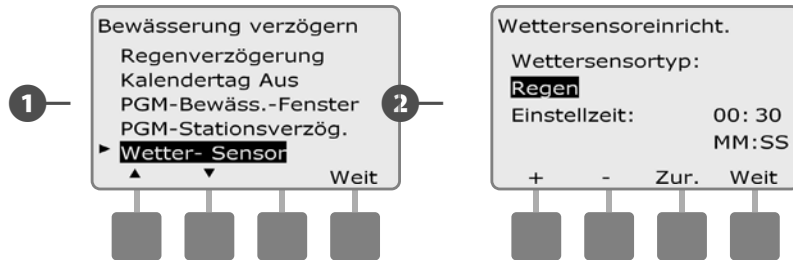 1
Bewässerung verzögern
Regenverzögerung
Kalendertag Aus
PGM-Bewäss.-Fenster
PGM-Stationsverzög.
► Wetter- Sensor
▲ ▼ Weit
2
Wettersensoreinricht.
Wettersensortyp:
Regen
Einstellzeit: 00: 30
MM:SS
+ - Zur. Weit